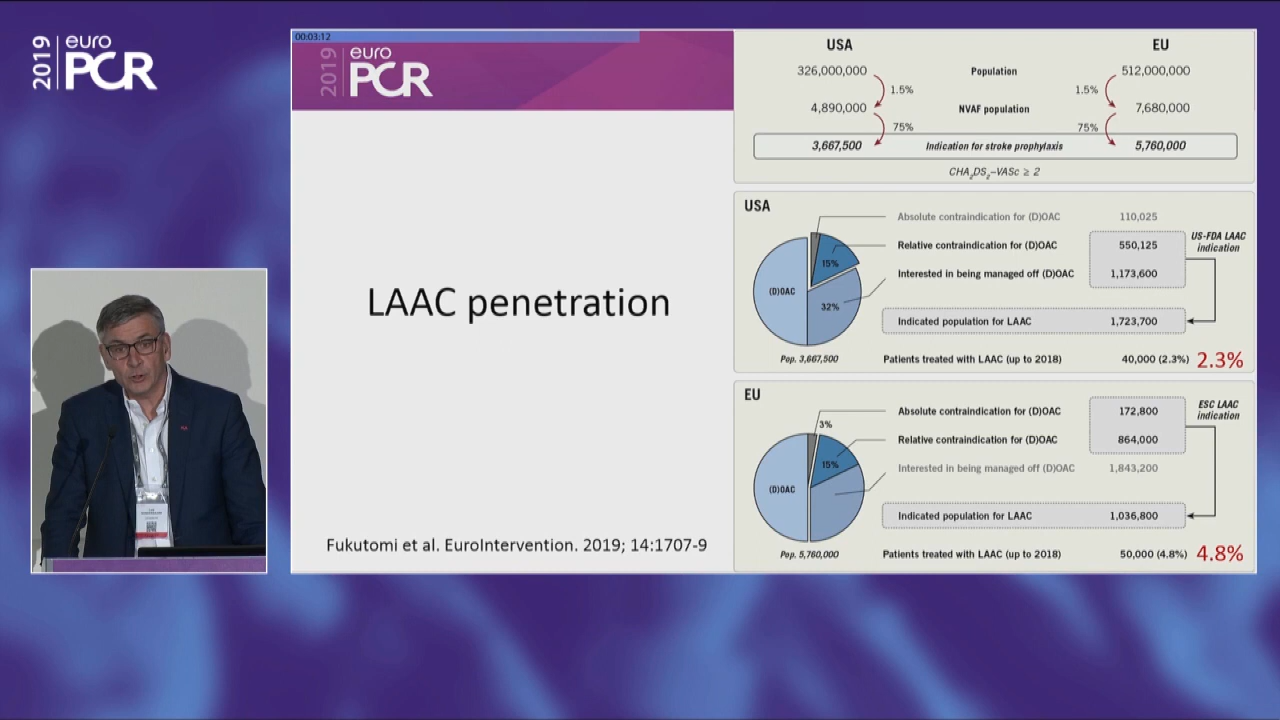 2019
euro
PCR
00:03:12
2019
euro
PCR
LAAC penetration
Fukutomi et al. EuroIntervention. 2019; 14:1707-9
USA
EU
326,000,000
Population
512,000,000
1.5%
1.5%
4,890,000
NVAF population
7,680,000
75%
75%
3,667,500
Indication for stroke prophylaxis
5,760,000
CHA₂DS₂–VASc ≥ 2
USA
Absolute contraindication for (D)OAC
110,025
Relative contraindication for (D)OAC
550,125
US-FDA LAAC
indication
Interested in being managed off (D)OAC
1,173,600
(D)OAC
15%
32%
Indicated population for LAAC
1,723,700
Pop. 3,667,500
Patients treated with LAAC (up to 2018)
40,000 (2.3%)
2.3%
EU
Absolute contraindication for (D)OAC
172,800
ESC LAAC
indication
3%
Relative contraindication for (D)OAC
864,000
15%
Interested in being managed off (D)OAC
1,843,200
(D)OAC
Indicated population for LAAC
1,036,800
Pop. 5,760,000
Patients treated with LAAC (up to 2018)
50,000 (4.8%)
4.8%